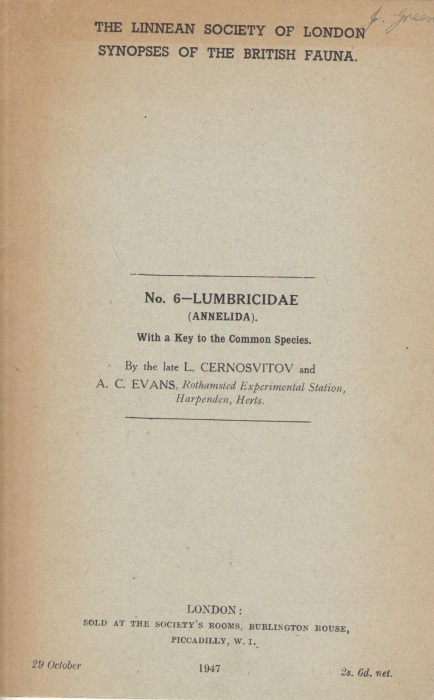 J. Green
THE LINNEAN SOCIETY OF LONDON
SYNOPSES OF THE BRITISH FAUNA.
No. 6—LUMBRICIDAE
(ANNELIDA).
With a Key to the Common Species.
By the late L. CERNOSVITOV and
A. C. EVANS, Rothamsted Experimental Station,
Harpenden, Herts.
LONDON:
SOLD AT THE SOCIETY'S ROOMS, BURLINGTON HOUSE,
PICCADILLY, W. 1.
29 October
1947
2s. 6d. net.